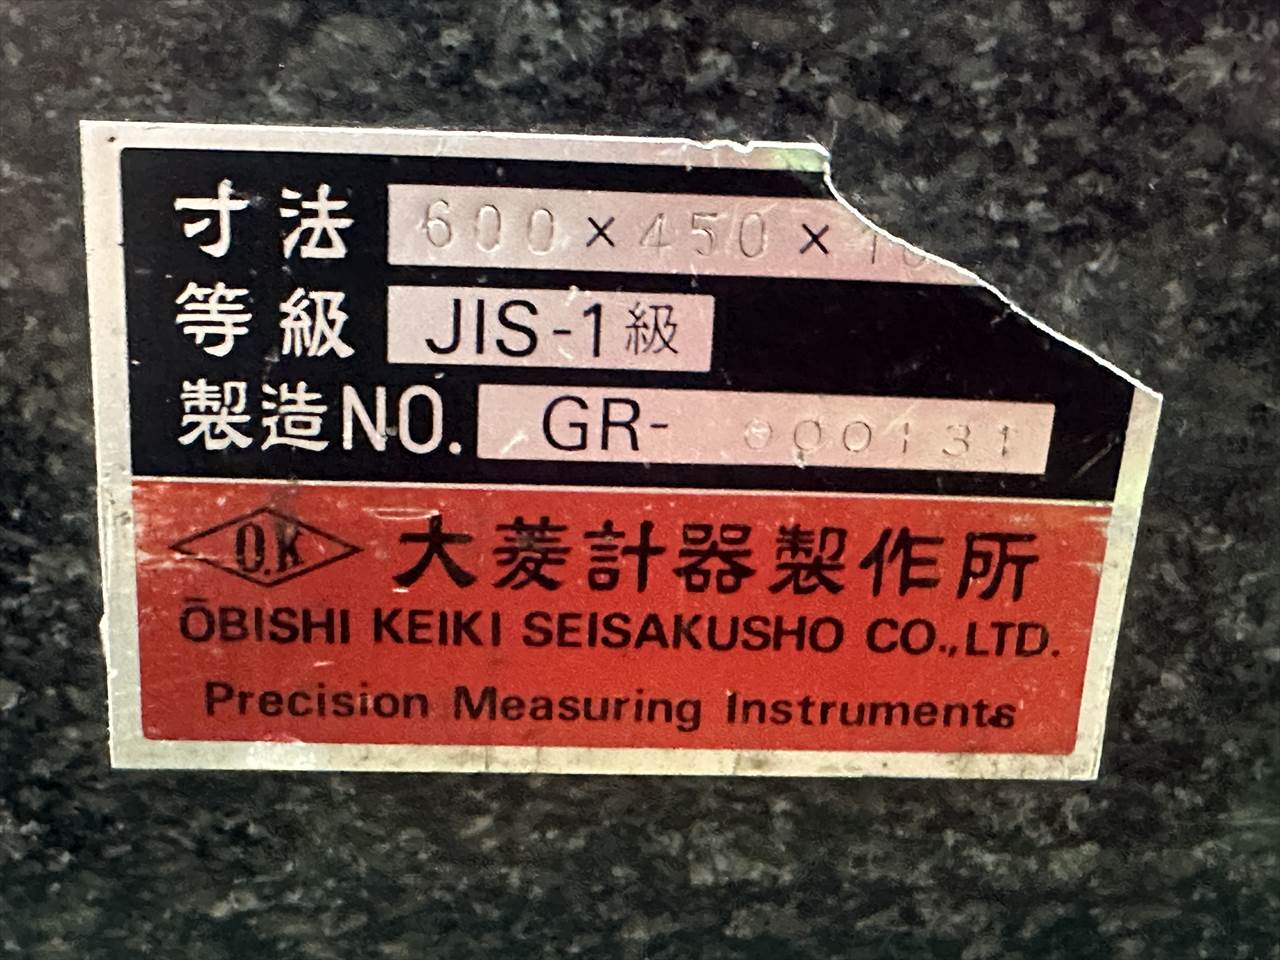 寸法 600 × 450 × 10
等級 JIS-1級
製造NO. GR- 000131
O.K 大菱計器製作所
ŌBISHI KEIKI SEISAKUSHO CO.,LTD.
Precision Measuring Instruments